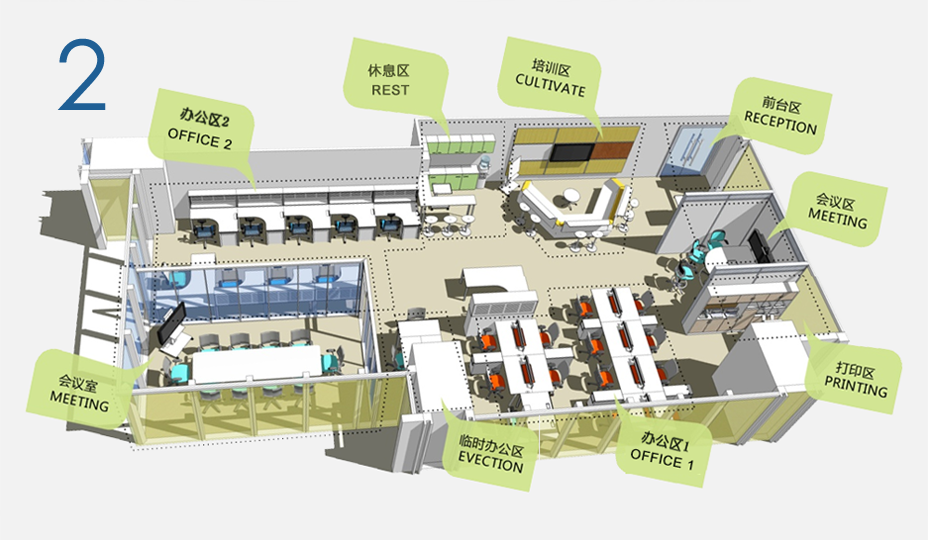 2
办公区2
OFFICE 2
休息区
REST
培训区
CULTIVATE
前台区
RECEPTION
会议区
MEETING
会议室
MEETING
打印区
PRINTING
临时办公区
EVECTION
办公区1
OFFICE 1